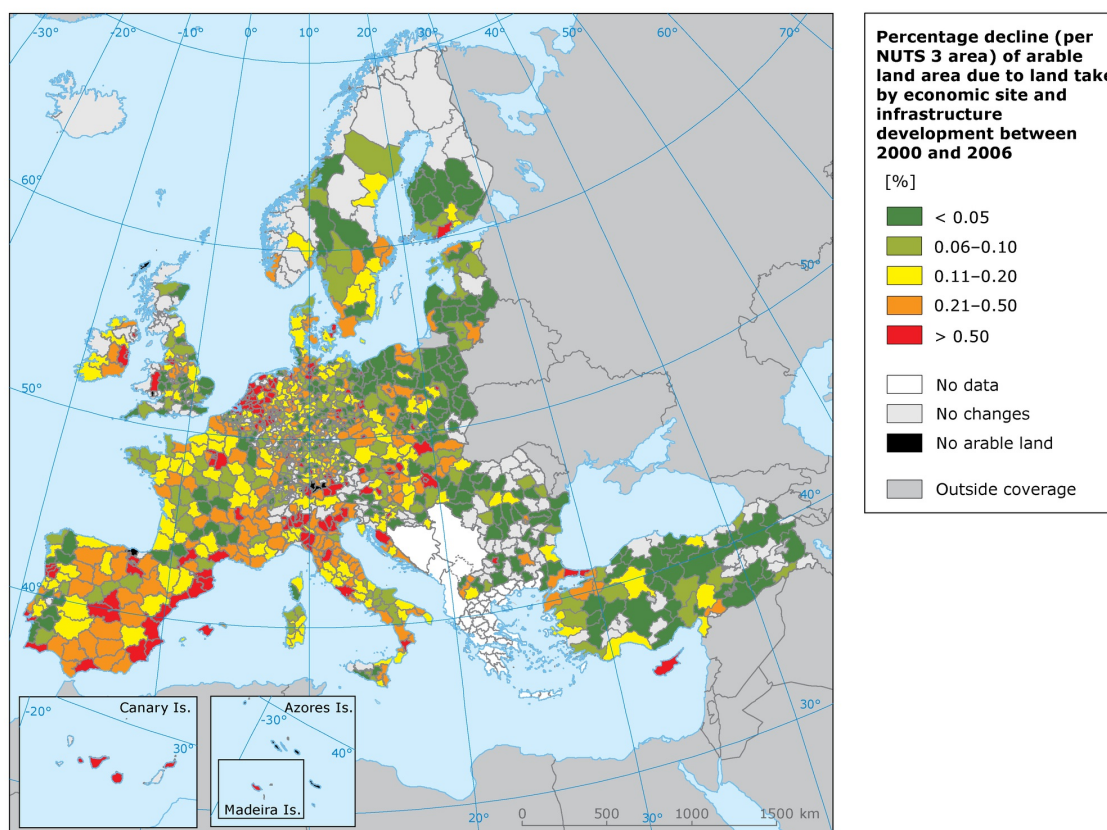 -30°
-20°
-10°
0°
10°
20°
30°
40°
50°
60°
70°
60°
50°
50°
40°
40°
40°
30°
0°
10°
Canary Is.
-20°
30°
Azores Is.
-30°
40°
Madeira Is.
20°
30°
0 500 1000 1500 km
Percentage decline (per
NUTS 3 area) of arable
land area due to land take
by economic site and
infrastructure
development between
2000 and 2006
[%]
< 0.05
0.06–0.10
0.11–0.20
0.21–0.50
> 0.50
No data
No changes
No arable land
Outside coverage